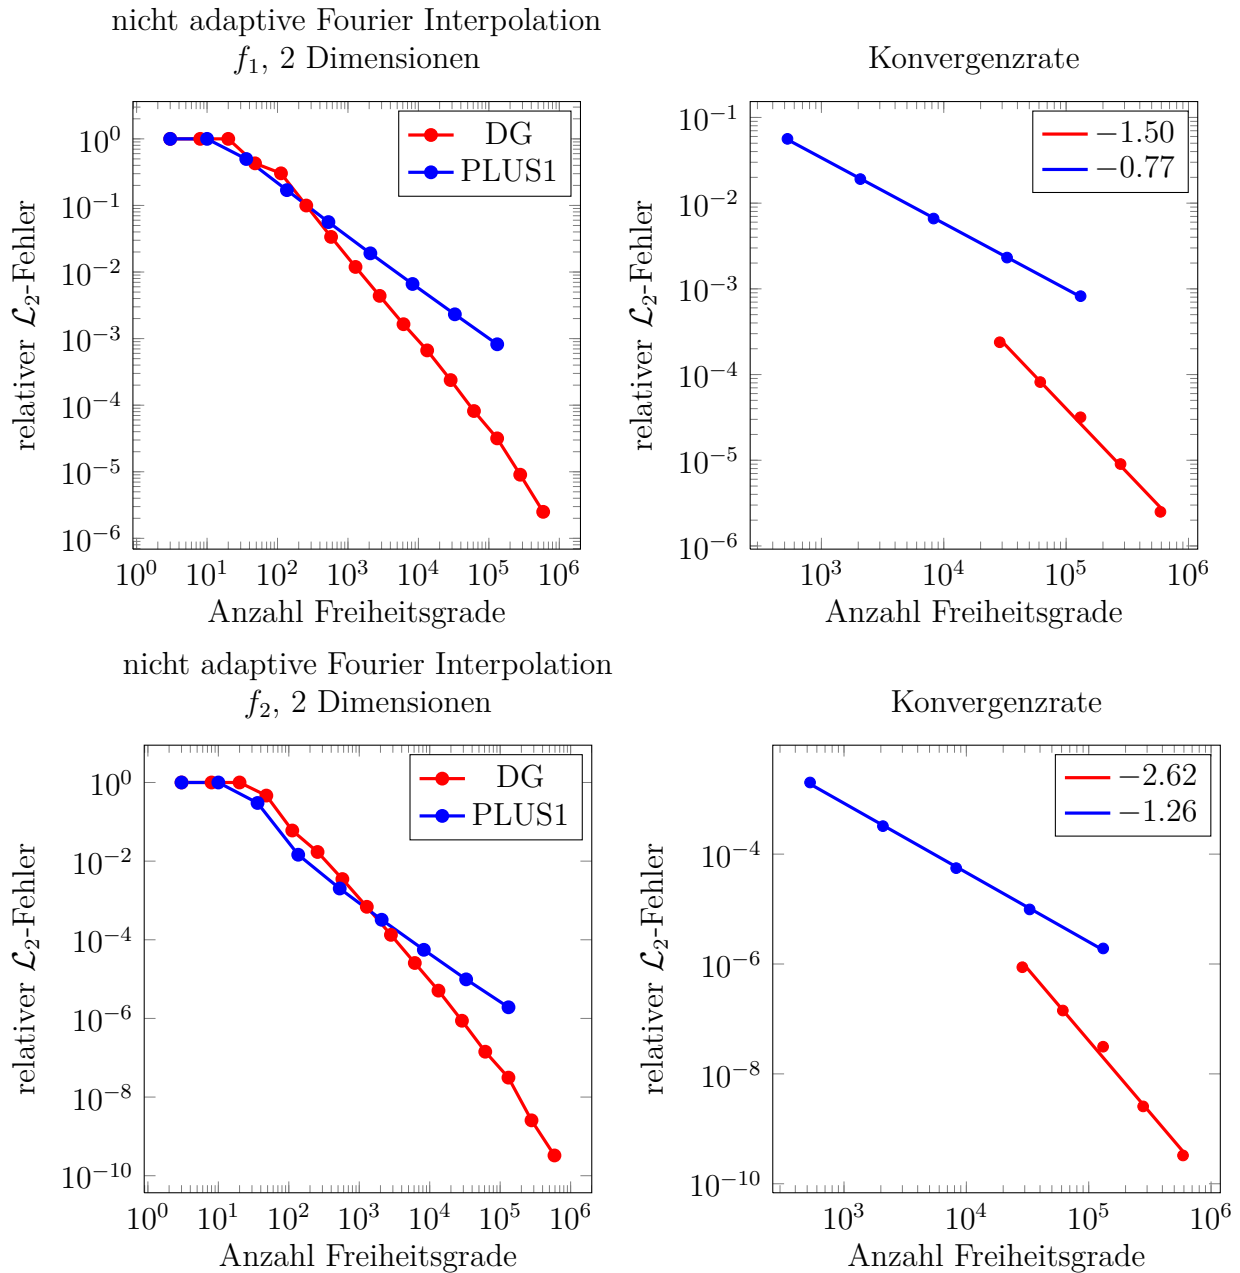 nicht adaptive Fourier Interpolation
f₁, 2 Dimensionen
10⁰
10⁻¹
10⁻²
10⁻³
10⁻⁴
10⁻⁵
10⁻⁶
relativer ℒ₂-Fehler
DG
PLUS1
10⁰ 10¹ 10² 10³ 10⁴ 10⁵ 10⁶
Anzahl Freiheitsgrade
Konvergenzrate
10⁻¹
10⁻²
10⁻³
10⁻⁴
10⁻⁵
10⁻⁶
relativer ℒ₂-Fehler
−1.50
−0.77
10³ 10⁴ 10⁵ 10⁶
Anzahl Freiheitsgrade
nicht adaptive Fourier Interpolation
f₂, 2 Dimensionen
10⁰
10⁻²
10⁻⁴
10⁻⁶
10⁻⁸
10⁻¹⁰
relativer ℒ₂-Fehler
DG
PLUS1
10⁰ 10¹ 10² 10³ 10⁴ 10⁵ 10⁶
Anzahl Freiheitsgrade
Konvergenzrate
10⁻⁴
10⁻⁶
10⁻⁸
10⁻¹⁰
relativer ℒ₂-Fehler
−2.62
−1.26
10³ 10⁴ 10⁵ 10⁶
Anzahl Freiheitsgrade